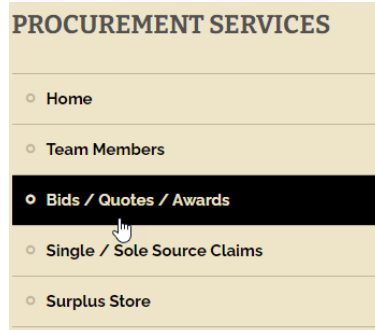 PROCUREMENT SERVICES
Home
Team Members
Bids / Quotes / Awards
Single / Sole Source Claims
Surplus Store